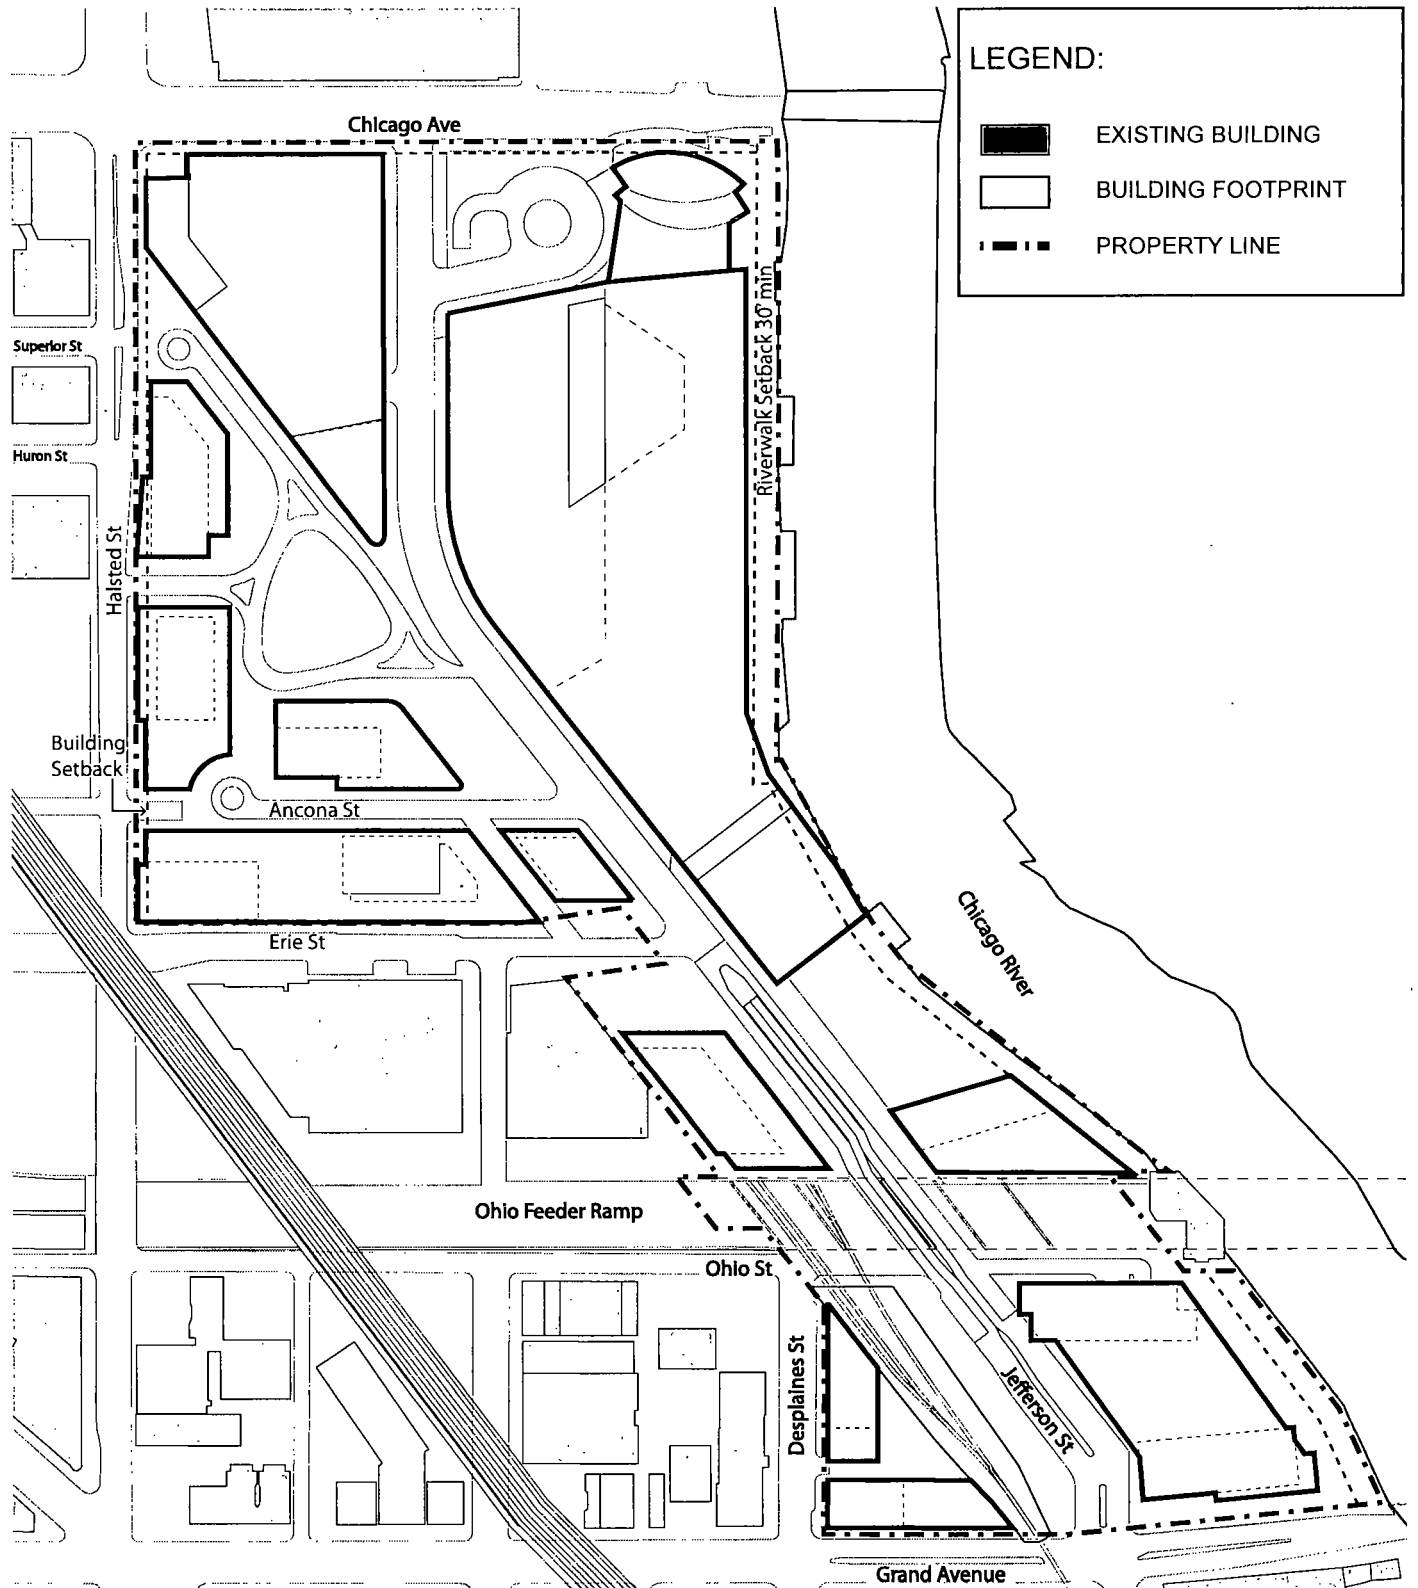 LEGEND:
EXISTING BUILDING
BUILDING FOOTPRINT
PROPERTY LINE
Chicago Ave
Superior St
Huron St
Halsted St
Riverwalk Setback 30' min
Building
Setback
Ancona St
Erie St
Chicago River
Ohio Feeder Ramp
Ohio St
Desplaines St
Jefferson St
Grand Avenue